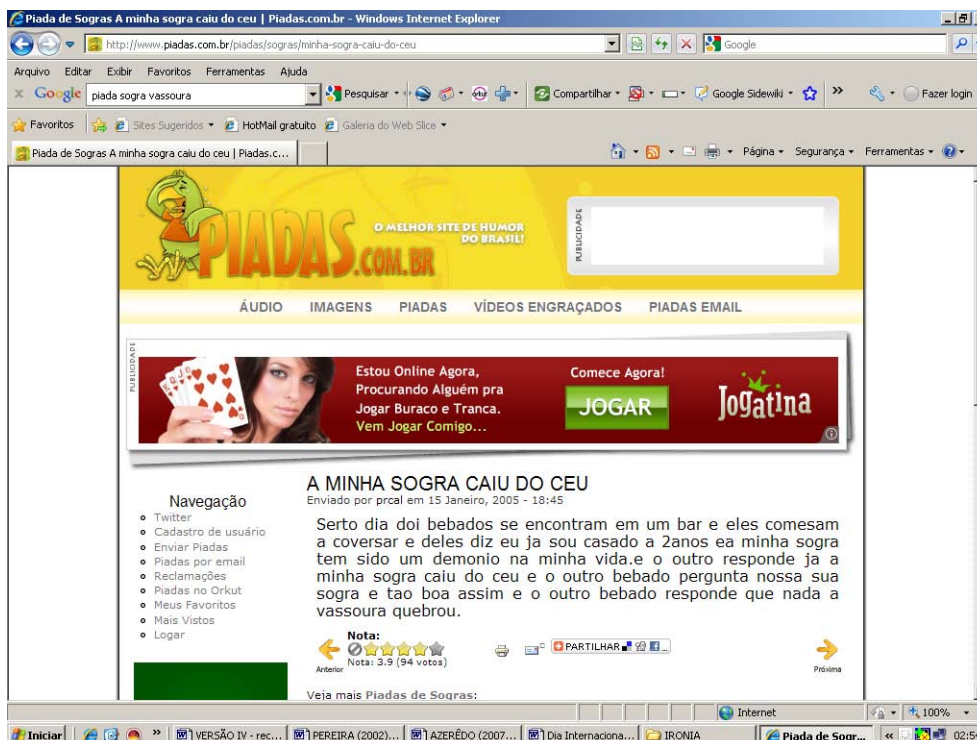 Piada de Sogras A minha sogra caiu do ceu | Piadas.com.br - Windows Internet Explorer
http://www.piadas.com.br/piadas/sogras/minha-sogra-caiu-do-ceu
Google
Arquivo Editar Exibir Favoritos Ferramentas Ajuda
x Google piada sogra vassoura Pesquisar Compartilhar Google Sidewiki » Fazer login
Favoritos Sites Sugeridos HotMail gratuito Galeria do Web Slice
Piada de Sogras A minha sogra caiu do ceu | Piadas.c... Página Segurança Ferramentas
PIADAS.COM.BR
O MELHOR SITE DE HUMOR
DO BRASIL!
PUBLICIDADE
ÁUDIO IMAGENS PIADAS VÍDEOS ENGRAÇADOS PIADAS EMAIL
PUBLICIDADE
Estou Online Agora,
Procurando Alguém pra
Jogar Buraco e Tranca.
Vem Jogar Comigo...
Comece Agora!
JOGAR
Jogatina
Navegação
Twitter
Cadastro de usuário
Enviar Piadas
Piadas por email
Reclamações
Piadas no Orkut
Meus Favoritos
Mais Vistos
Logar
A MINHA SOGRA CAIU DO CEU
Enviado por prcal em 15 Janeiro, 2005 - 18:45
Serto dia doi bebados se encontram em um bar e eles comesam
a coversar e deles diz eu ja sou casado a 2anos ea minha sogra
tem sido um demonio na minha vida.e o outro responde ja a
minha sogra caiu do ceu e o outro bebado pergunta nossa sua
sogra e tao boa assim e o outro bebado responde que nada a
vassoura quebrou.
Anterior
Nota:
Nota: 3.9 (94 votos)
PARTILHAR
Próxima
Veja mais Piadas de Sogras:
Internet 100%
Iniciar » VERSÃO IV - rec... PEREIRA (2002)... AZERÊDO (2007... Dia Internaciona... IRONIA Piada de Sogr... «